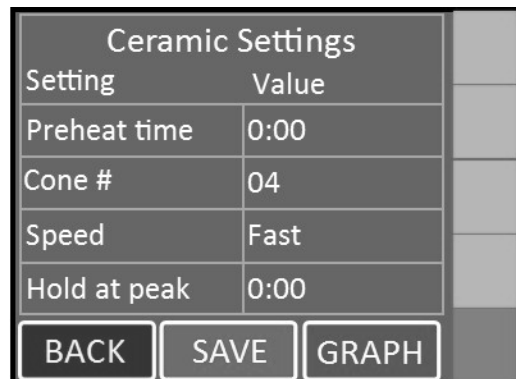 Ceramic Settings
Setting Value
Preheat time 0:00
Cone # 04
Speed Fast
Hold at peak 0:00
BACK SAVE GRAPH